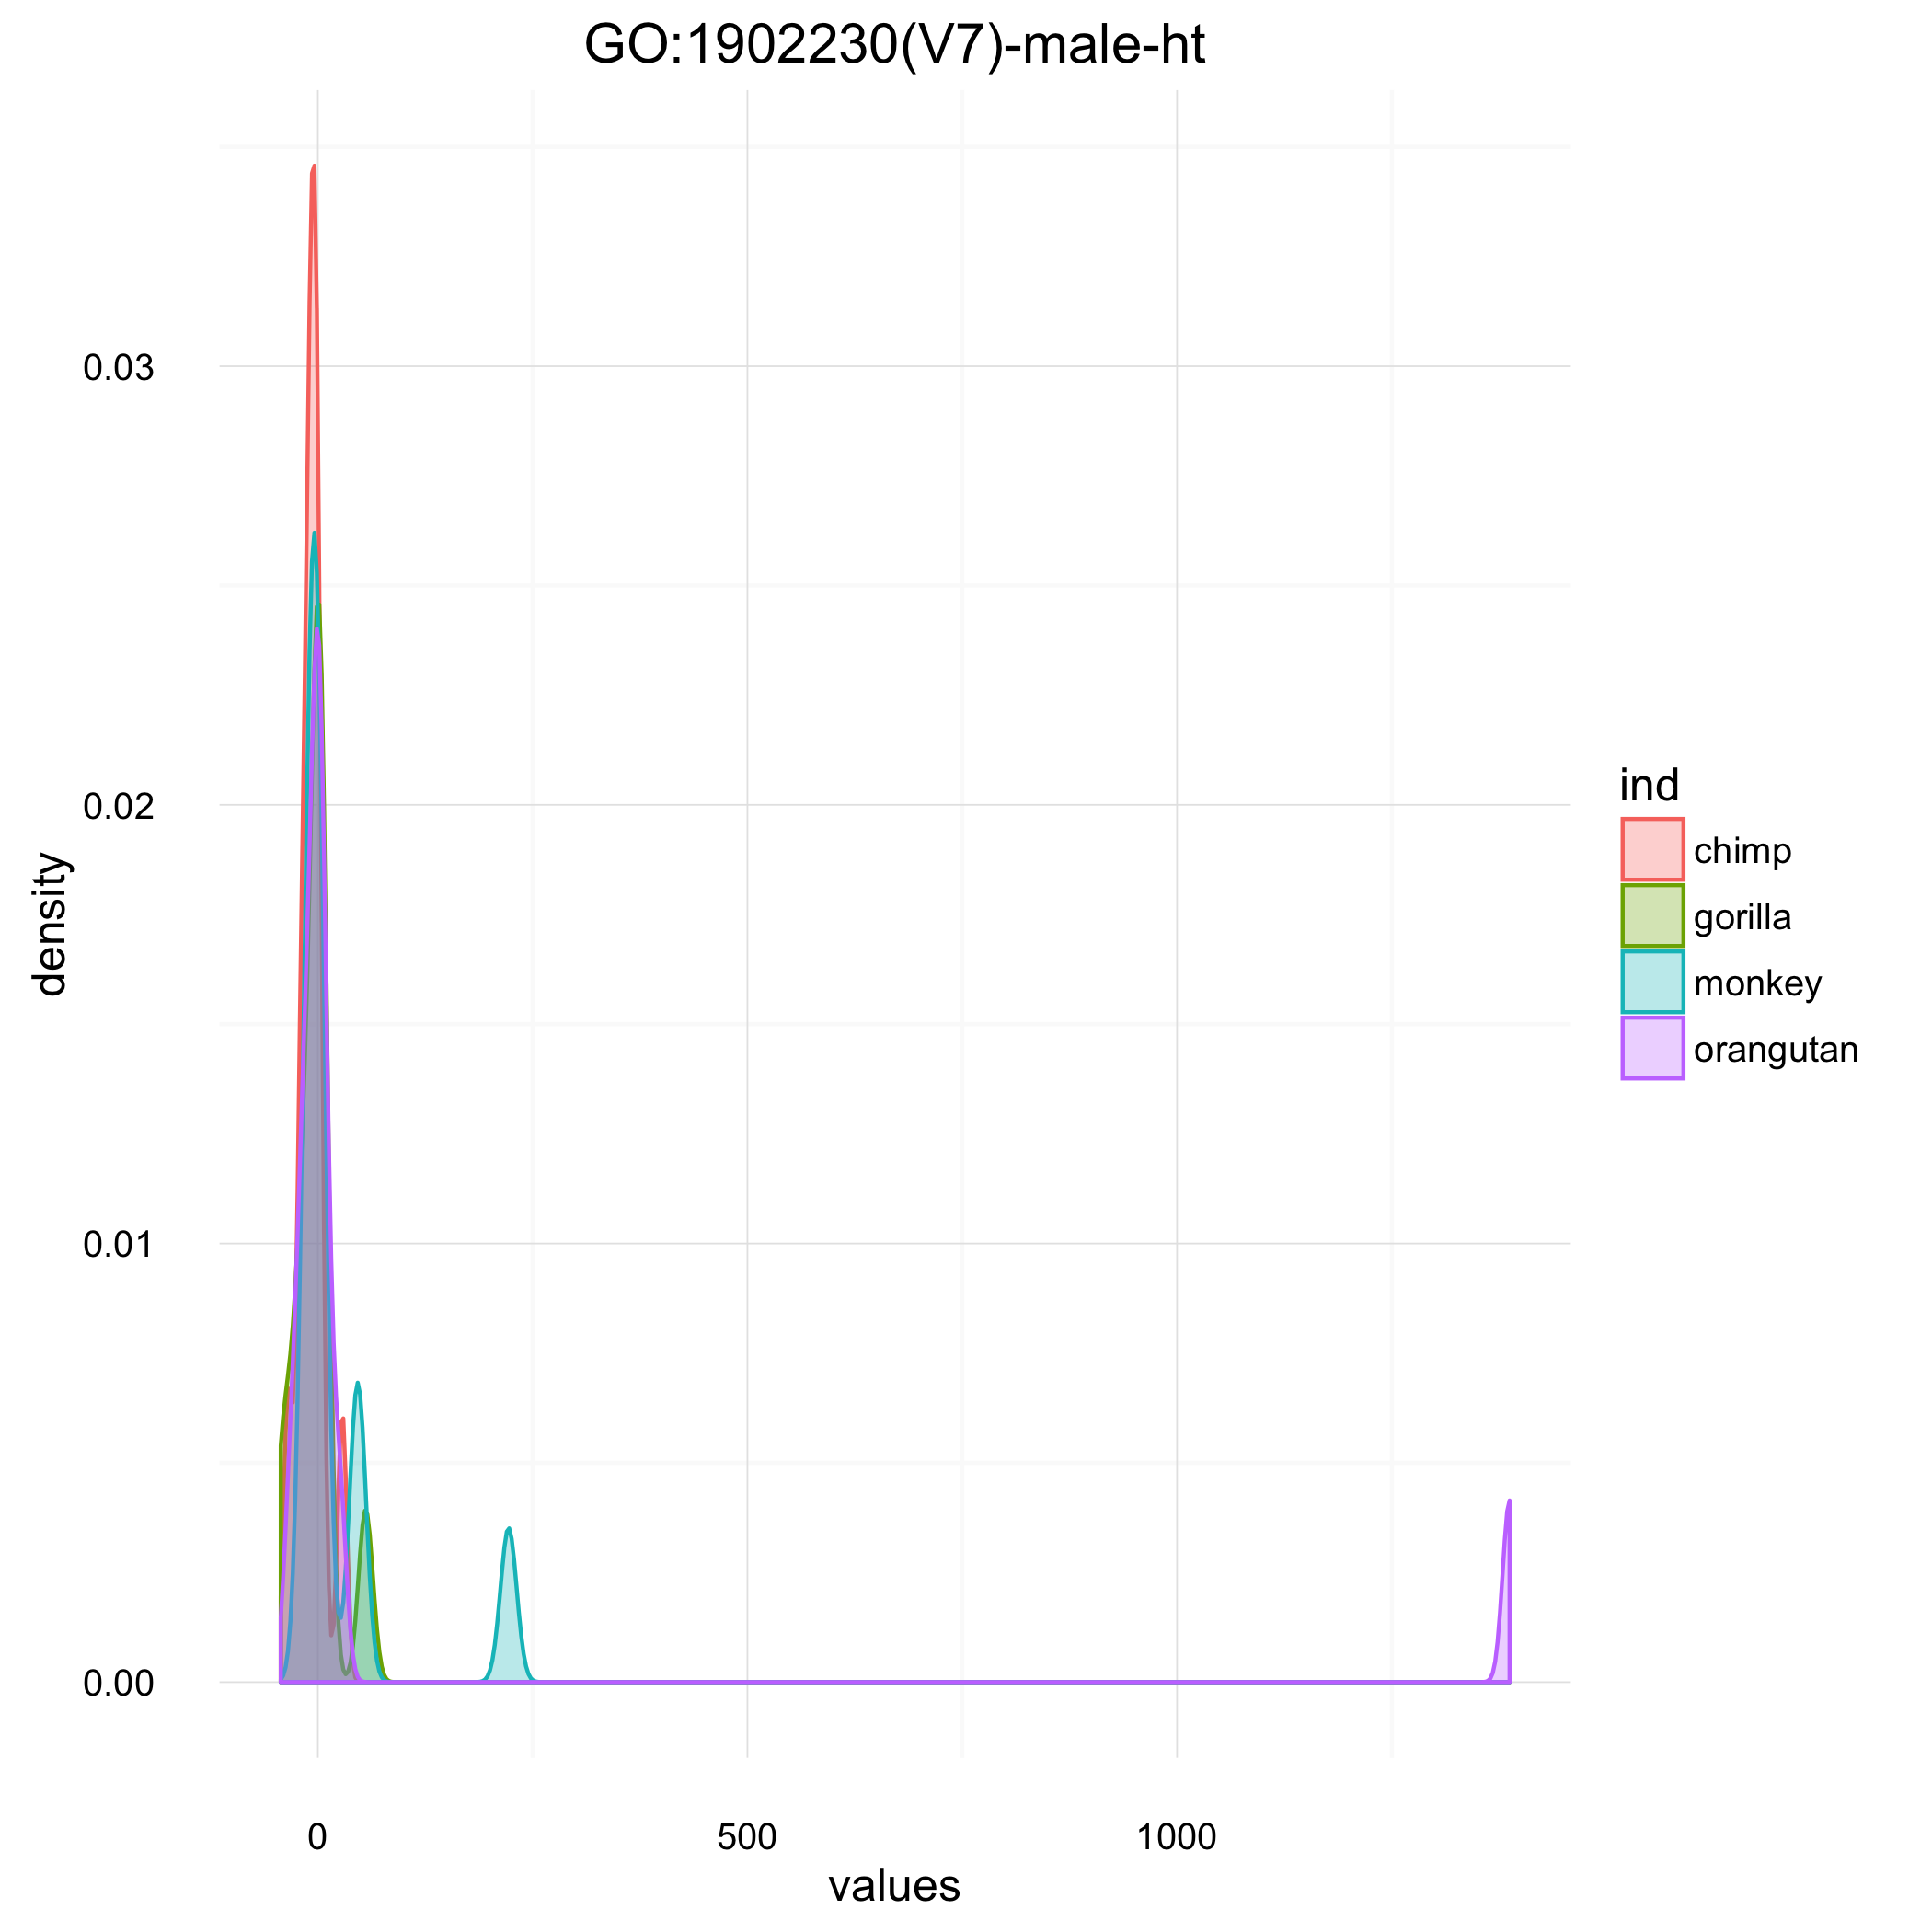 GO:1902230(V7)-male-ht
0.03
0.02
0.01
0.00
density
0
500
1000
values
ind
chimp
gorilla
monkey
orangutan